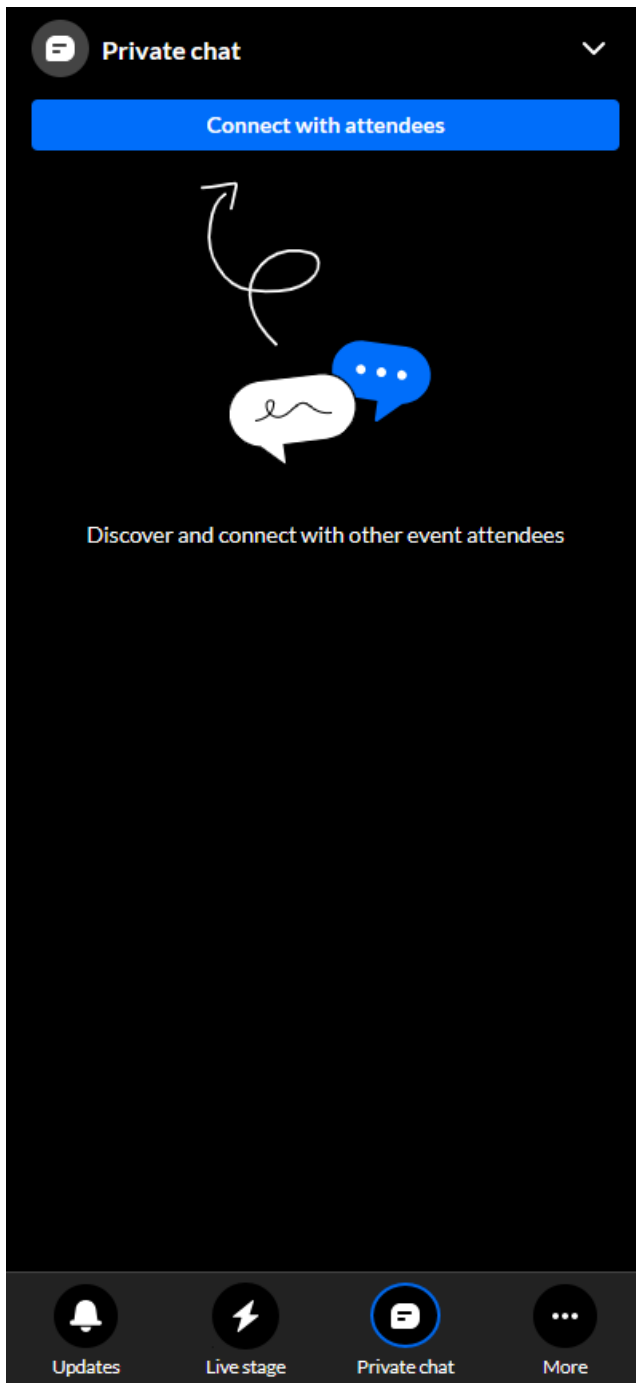 Private chat
Connect with attendees
Discover and connect with other event attendees
Updates
Live stage
Private chat
More